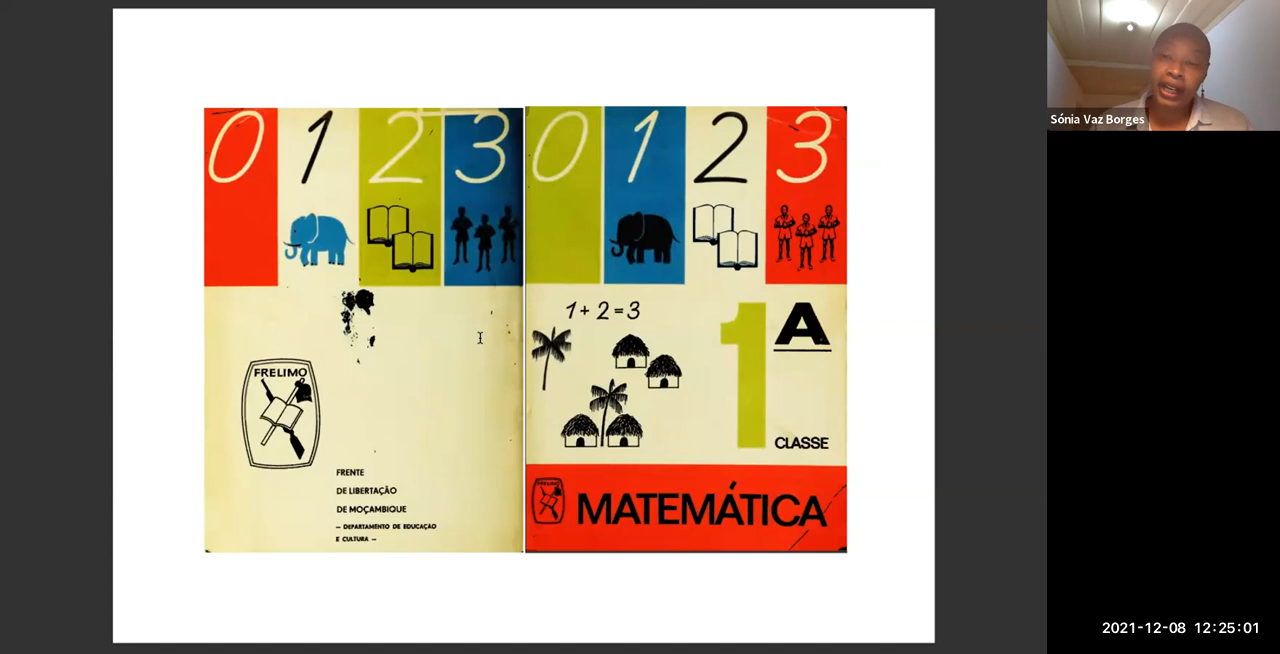 0 1 2 3
FRELIMO
FRENTE
DE LIBERTAÇÃO
DE MOÇAMBIQUE
— DEPARTAMENTO DE EDUCAÇÃO
E CULTURA —
0 1 2 3
1 + 2 = 3
1 A
CLASSE
FRELIMO
MATEMÁTICA
Sónia Vaz Borges
2021-12-08 12:25:01